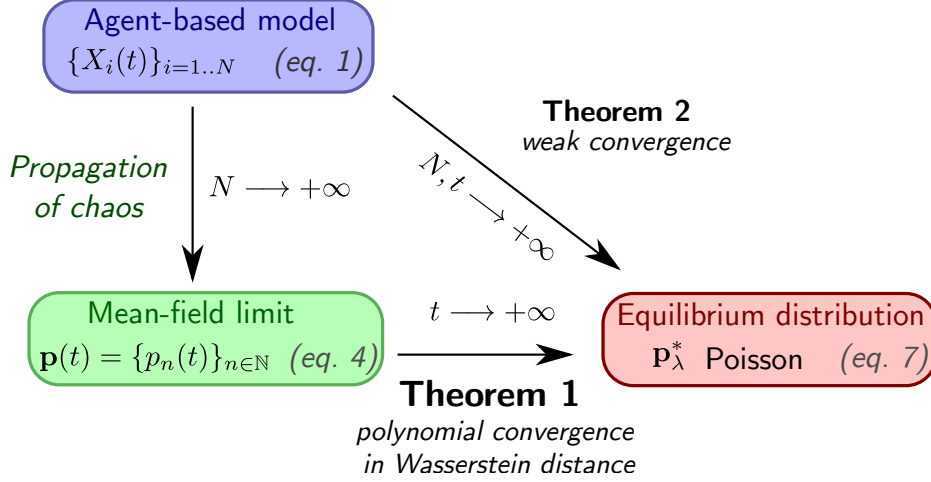 Agent-based model
{X_i(t)}_{i=1..N} (eq. 1)
Theorem 2
weak convergence
Propagation
of chaos
N ⟶ +∞
N, t ⟶ +∞
Mean-field limit
p(t) = {p_n(t)}_{n∈ℕ} (eq. 4)
t ⟶ +∞
Equilibrium distribution
p*_λ Poisson (eq. 7)
Theorem 1
polynomial convergence
in Wasserstein distance